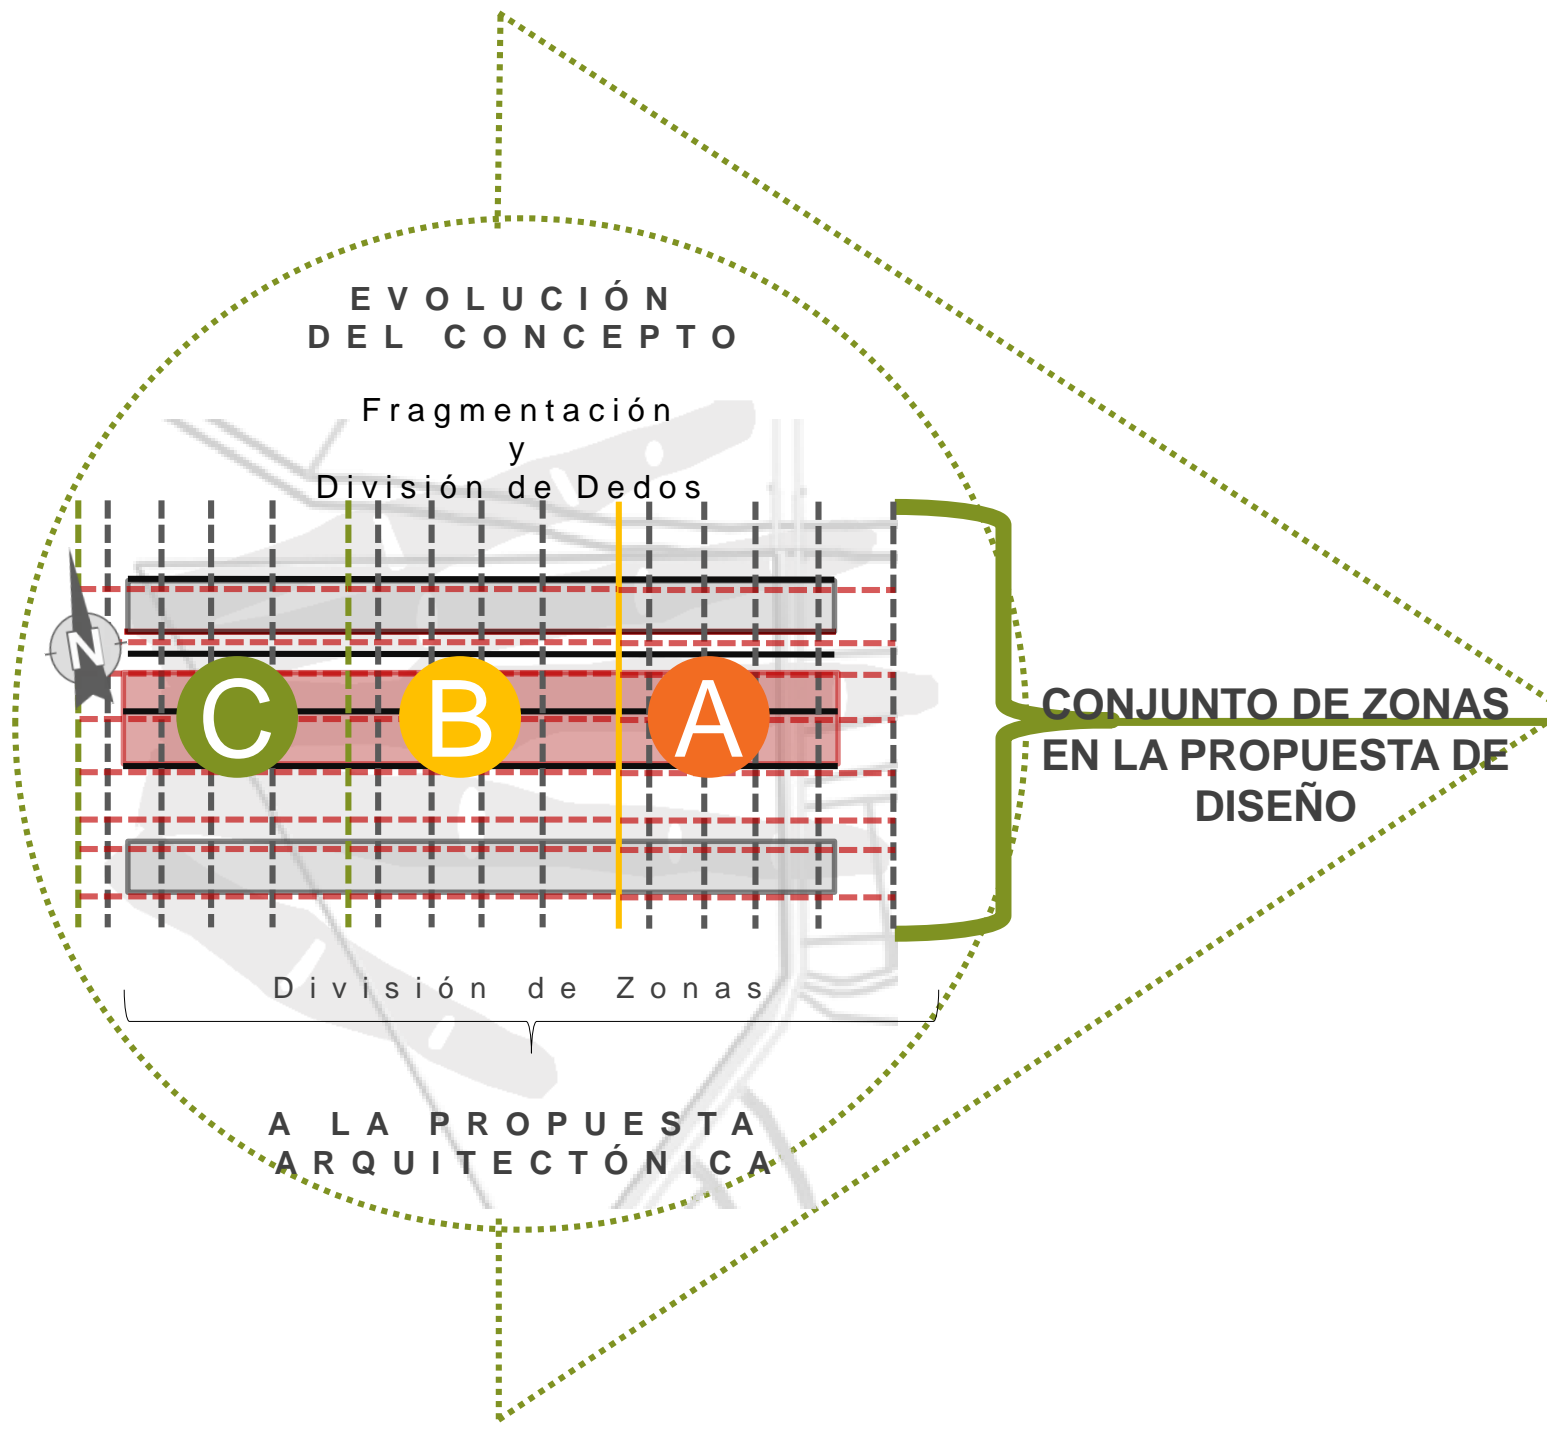 EVOLUCIÓN
DEL CONCEPTO
Fragmentación
y
División de Dedos
N
C
B
A
CONJUNTO DE ZONAS
EN LA PROPUESTA DE
DISEÑO
División de Zonas
A LA PROPUESTA
ARQUITECTÓNICA